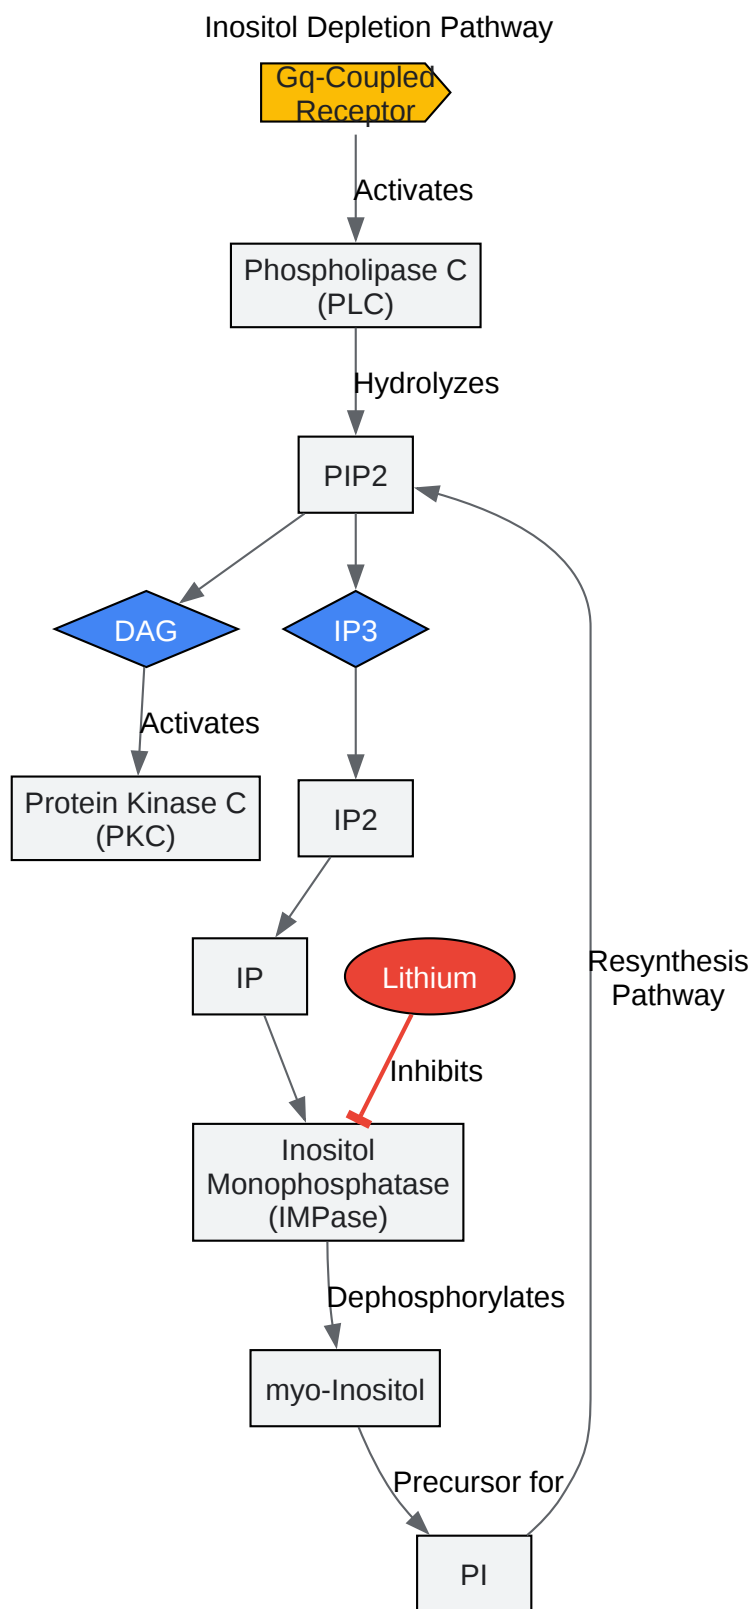 Inositol Depletion Pathway
Gq-Coupled
Receptor
Activates
Phospholipase C
(PLC)
Hydrolyzes
PIP2
DAG
IP3
Activates
Protein Kinase C
(PKC)
IP2
IP
Lithium
Resynthesis
Pathway
Inhibits
Inositol
Monophosphatase
(IMPase)
Dephosphorylates
myo-Inositol
Precursor for
PI